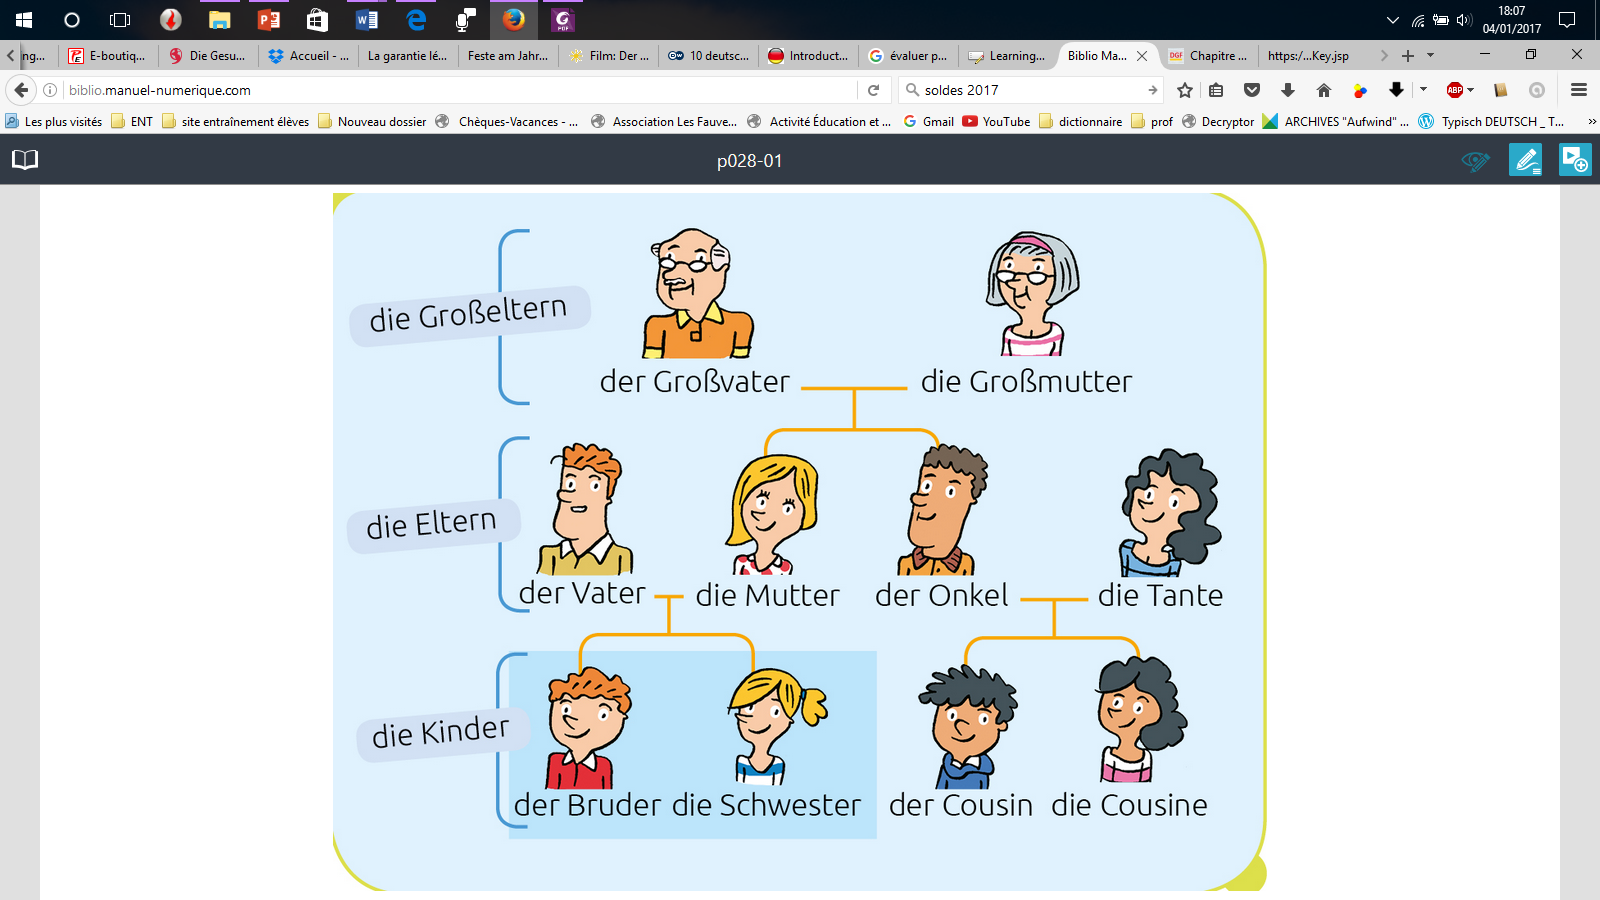 18:07
04/01/2017
ng...
E-boutiq...
Die Gesu...
Accueil - ...
La garantie lé...
Feste am Jahr...
Film: Der ...
10 deutsc...
Introduct...
évaluer p...
Learning...
Biblio Ma...
Chapitre ...
https:/...Key.jsp
biblio.manuel-numerique.com
soldes 2017
ABP
Les plus visités
ENT
site entraînement élèves
Nouveau dossier
Chèques-Vacances - ...
Association Les Fauve...
Activité Éducation et ...
Gmail
YouTube
dictionnaire
prof
Decryptor
ARCHIVES "Aufwind" ...
Typisch DEUTSCH _ T...
p028-01
die Großeltern
der Großvater
die Großmutter
die Eltern
der Vater
die Mutter
der Onkel
die Tante
die Kinder
der Bruder
die Schwester
der Cousin
die Cousine